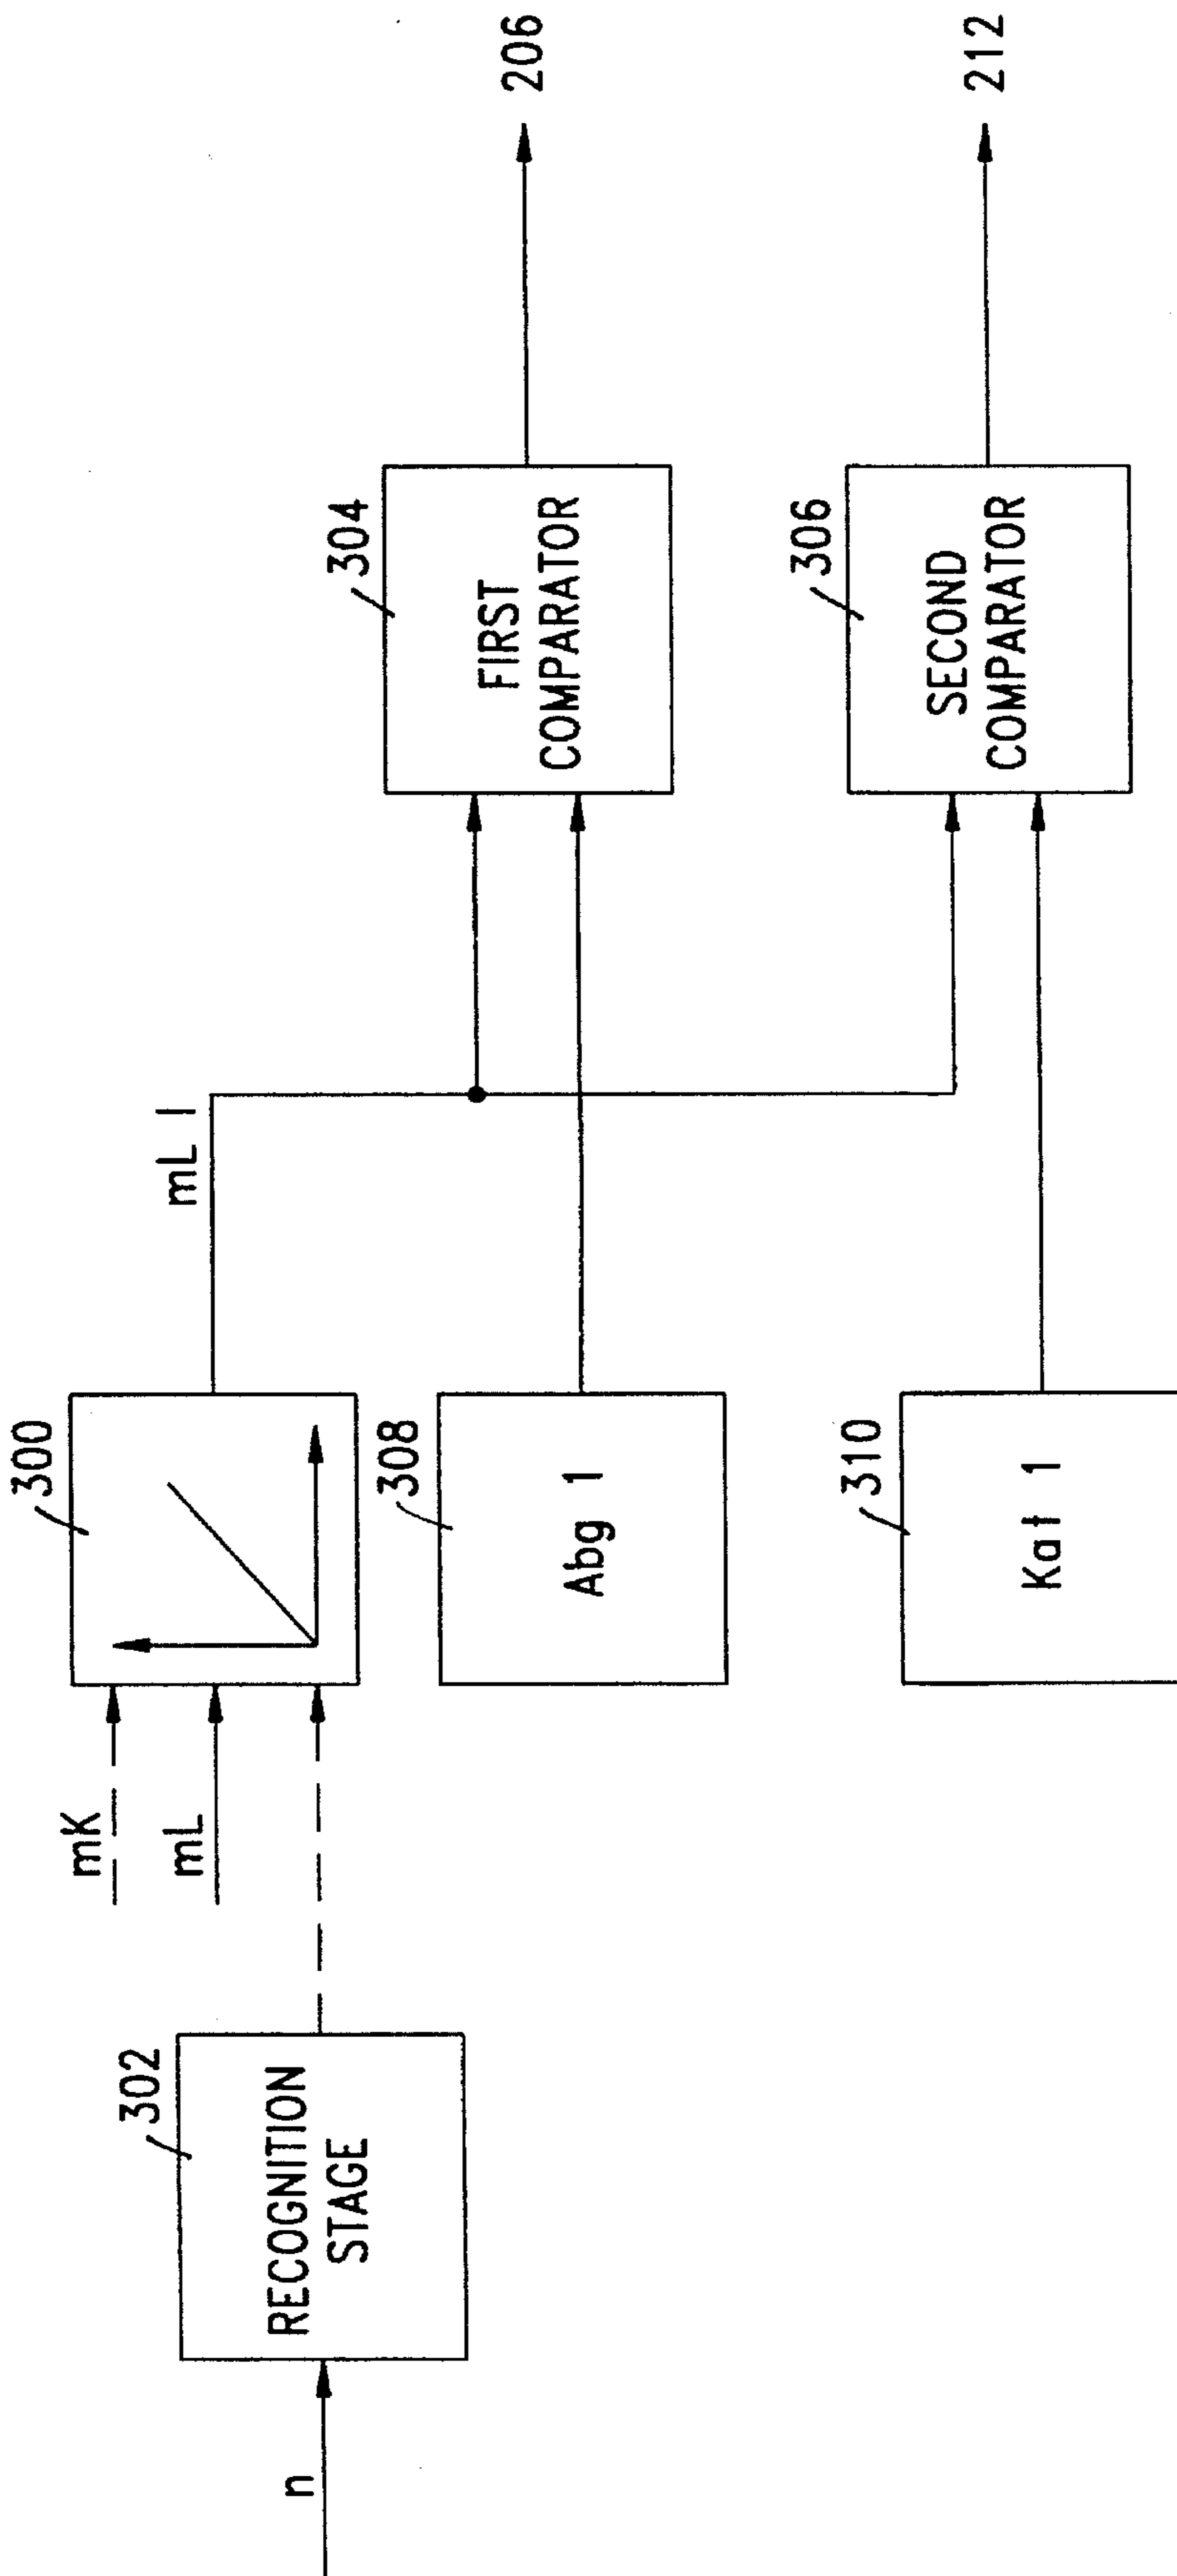 n
302
RECOGNITION
STAGE
mK
mL
300
mL I
308
Abg 1
310
Kat 1
304
FIRST
COMPARATOR
306
SECOND
COMPARATOR
206
212